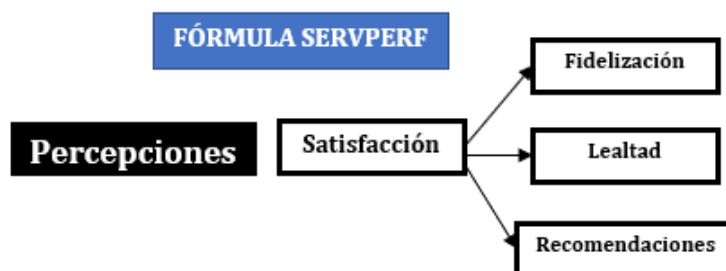 FÓRMULA SERVPERF
Fidelización
Percepciones
Satisfacción
Lealtad
Recomendaciones